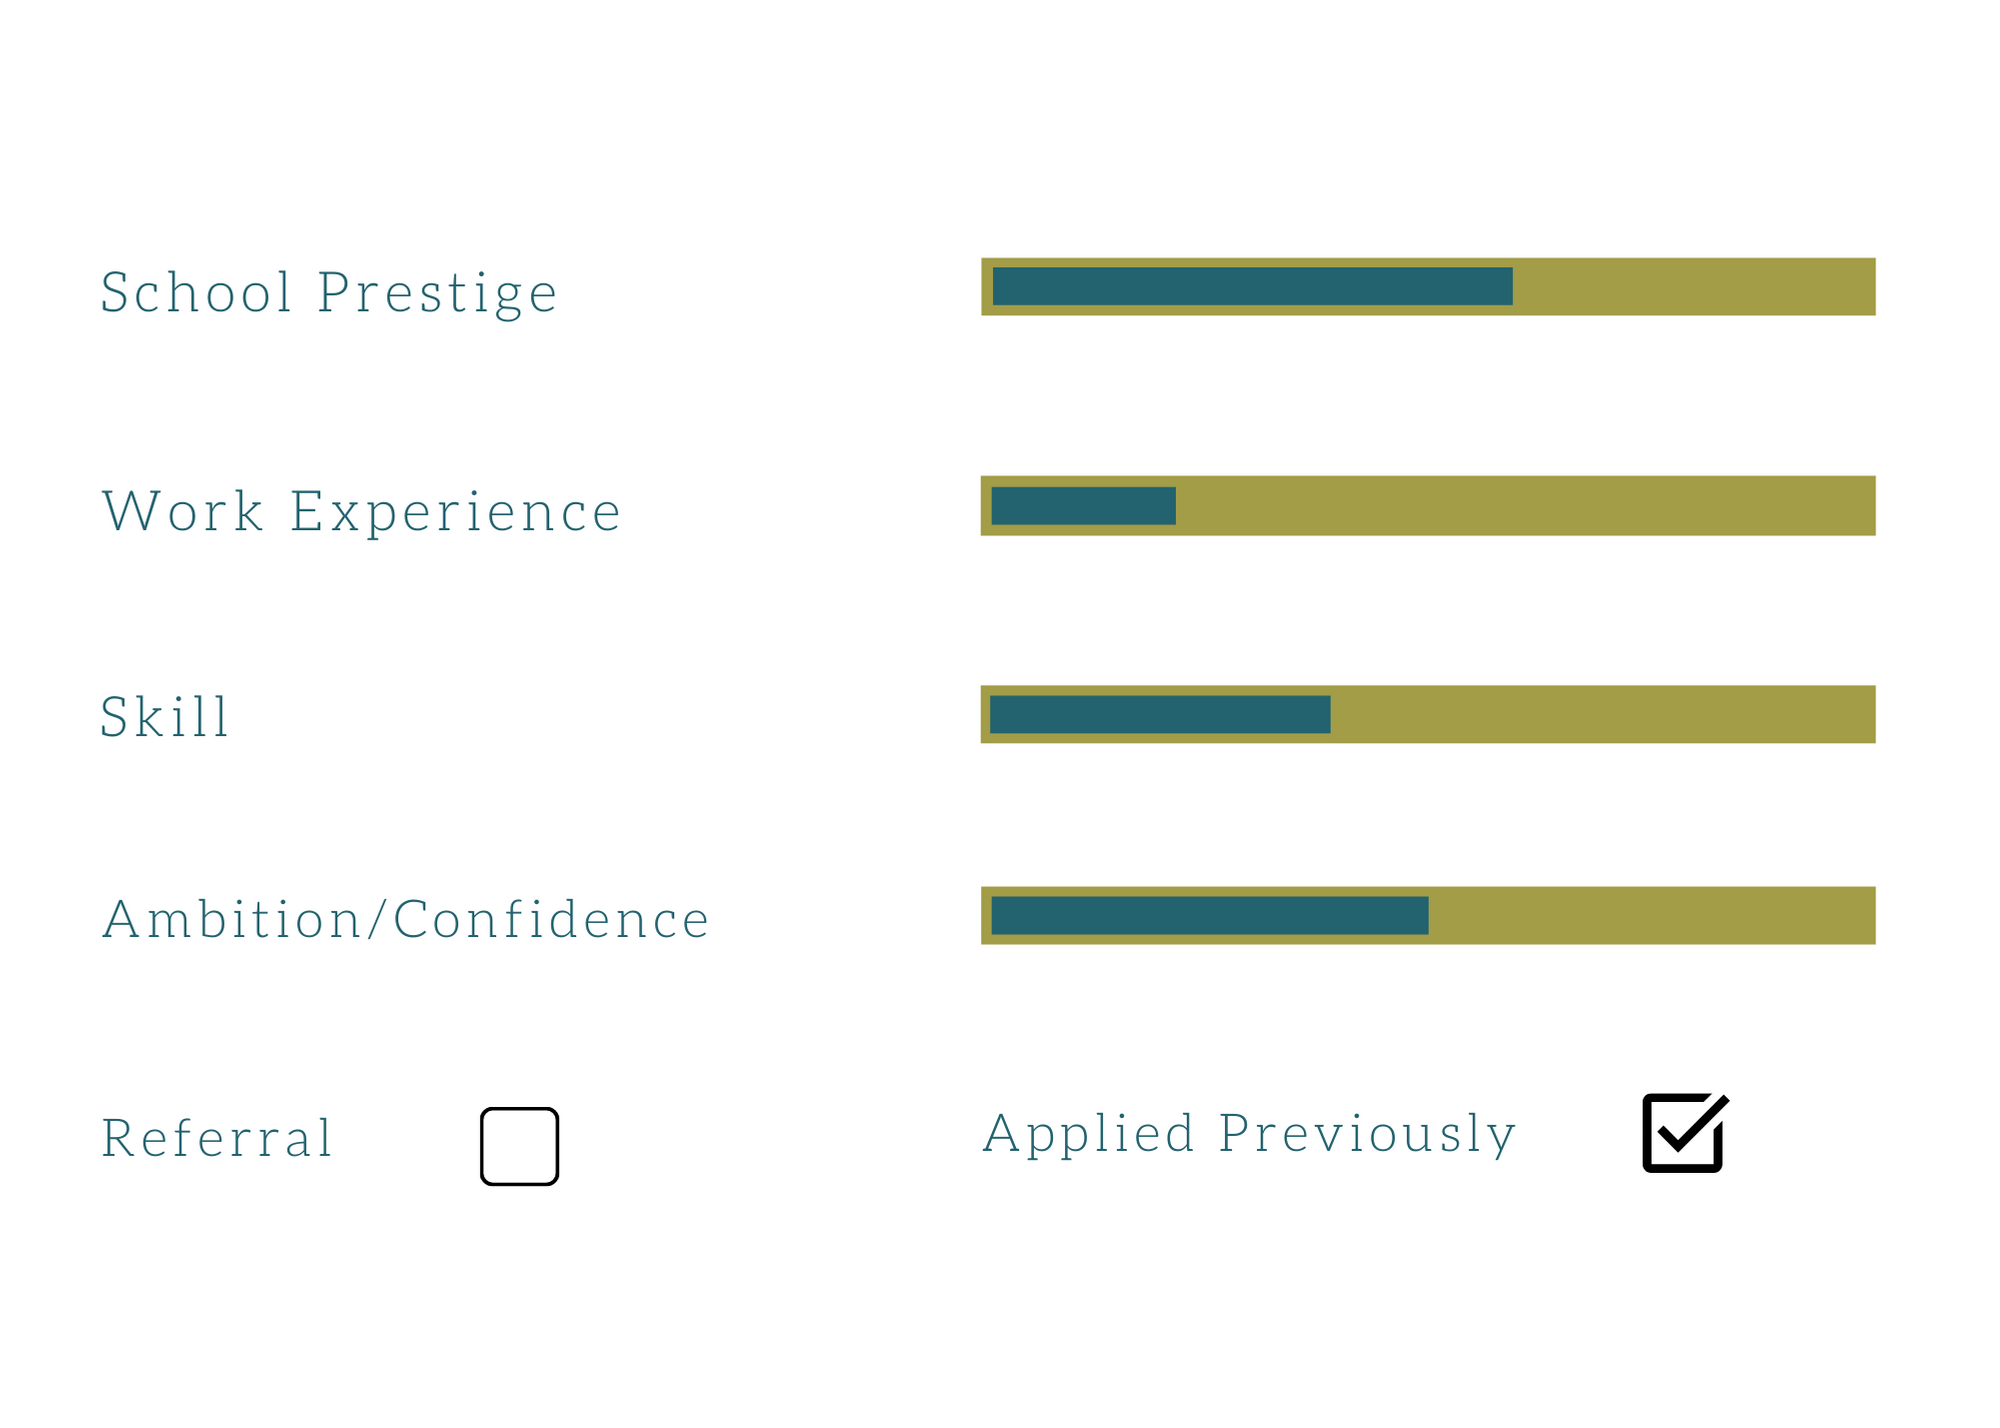 School Prestige
Work Experience
Skill
Ambition/Confidence
Referral
Applied Previously